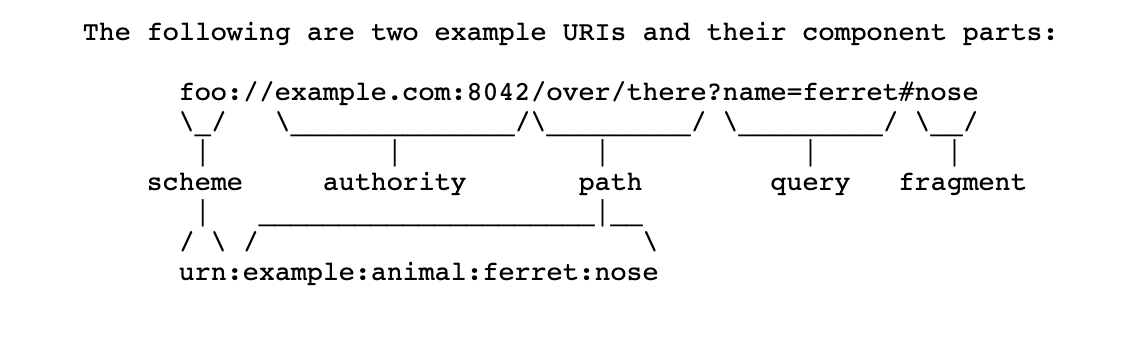 The following are two example URIs and their component parts:
foo://example.com:8042/over/there?name=ferret#nose
\_/   \______________/\_________/ \_________/ \__/
|           |            |            |        |
scheme     authority       path        query   fragment
|   _____________________|__
/ \ /                        \
urn:example:animal:ferret:nose